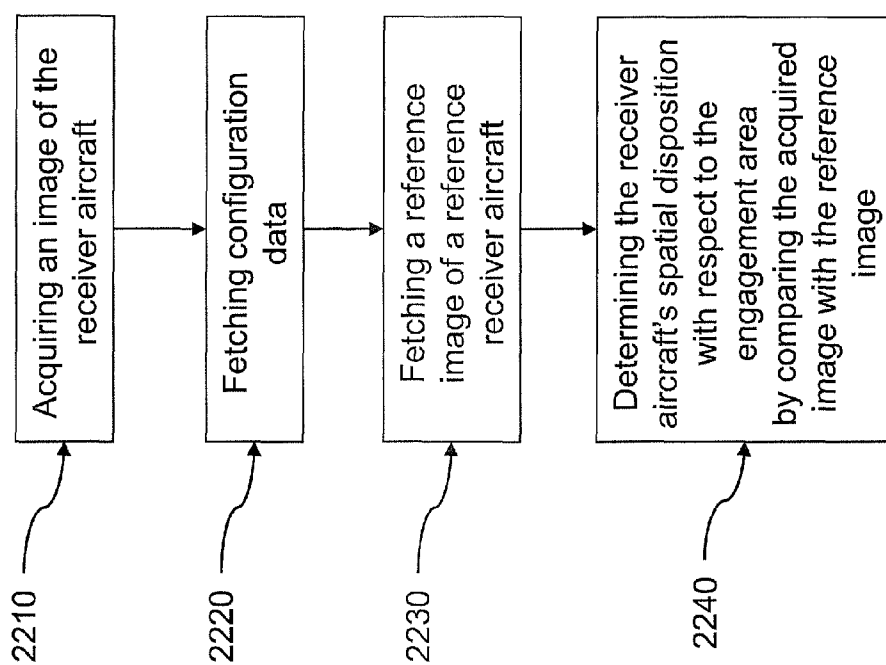 2210
Acquiring an image of the
receiver aircraft
2220
Fetching configuration
data
2230
Fetching a reference
image of a reference
receiver aircraft
2240
Determining the receiver
aircraft's spatial disposition
with respect to the
engagement area
by comparing the acquired
image with the reference
image